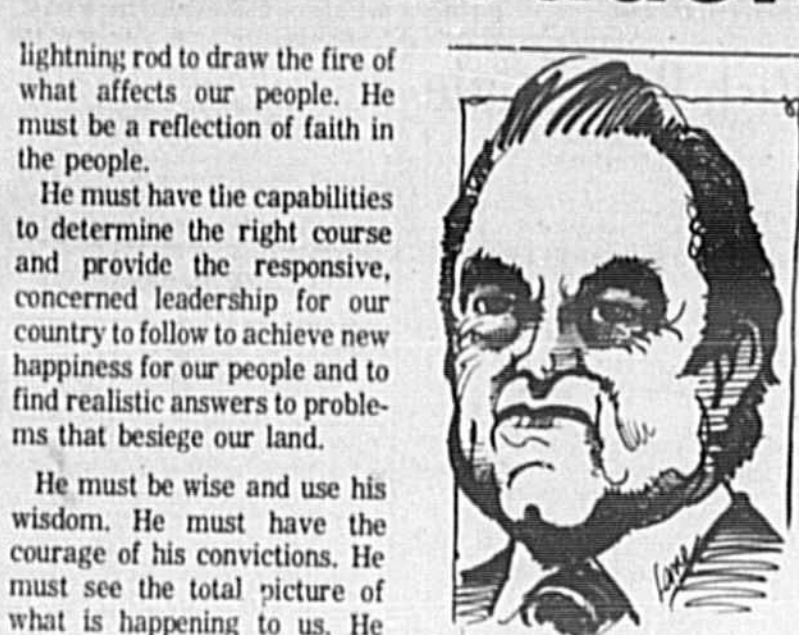 lightning rod to draw the fire of
what affects our people. He
must be a reflection of faith in
the people.
He must have the capabilities
to determine the right course
and provide the responsive,
concerned leadership for our
country to follow to achieve new
happiness for our people and to
find realistic answers to proble-
ms that besiege our land.
He must be wise and use his
wisdom. He must have the
courage of his convictions. He
must see the total picture of
what is happening to us. He